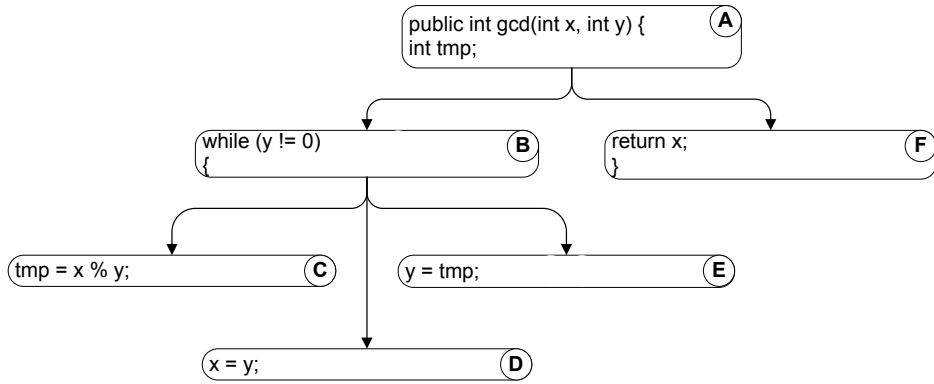 public int gcd(int x, int y) { A
int tmp;
while (y != 0) B
{
return x; F
}
tmp = x % y; C
y = tmp; E
x = y; D